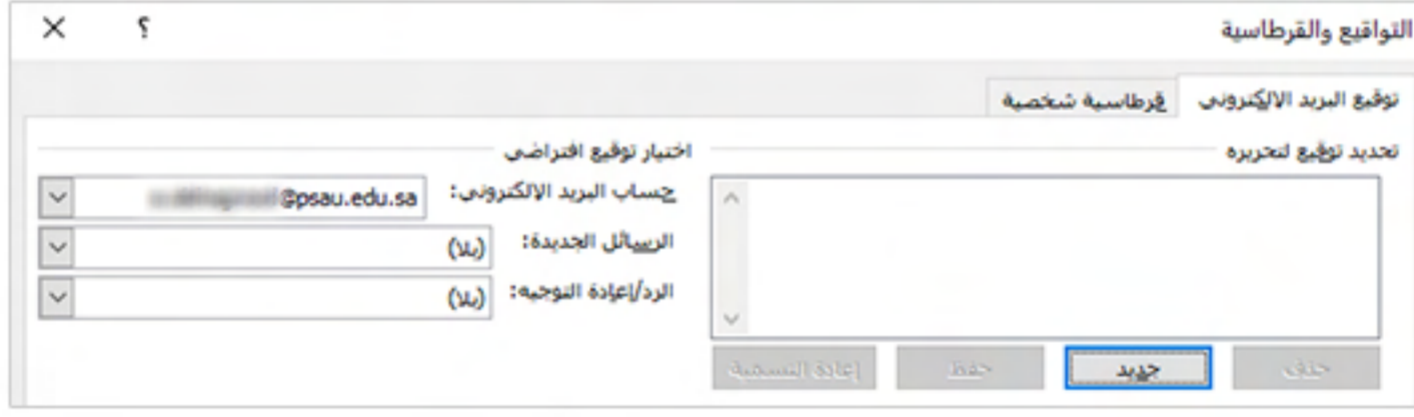 التواقيع والقرطاسية ؟
توقيع البريد الالكتروني قرطاسية شخصية
تحديد توقيع لتحريره اختيار توقيع افتراضي
حساب البريد الإلكتروني: @psau.edu.sa
الرسائل الجديدة: (بلا)
الرد/إعادة التوجيه: (بلا)
حذف جديد حفظ إعادة التسمية